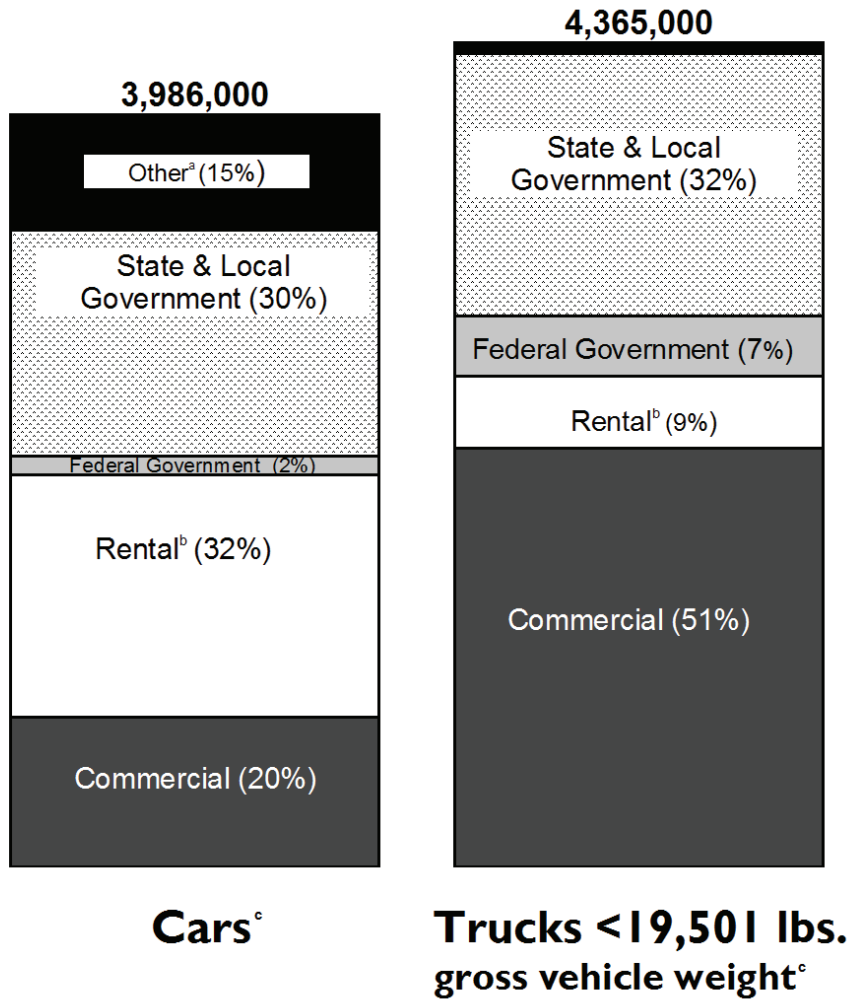 3,986,000
Otherᵃ (15%)
State & Local
Government (30%)
Federal Government (2%)
Rentalᵇ (32%)
Commercial (20%)
Carsᶜ
4,365,000
State & Local
Government (32%)
Federal Government (7%)
Rentalᵇ (9%)
Commercial (51%)
Trucks <19,501 lbs.
gross vehicle weightᶜ